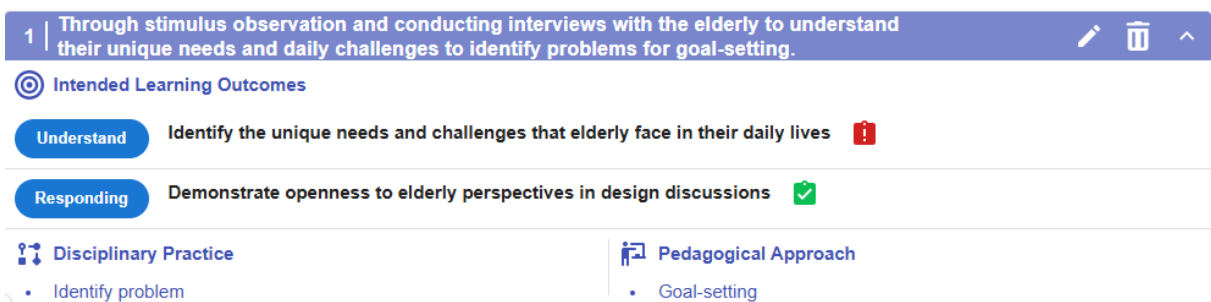 1 Through stimulus observation and conducting interviews with the elderly to understand
their unique needs and daily challenges to identify problems for goal-setting.
Intended Learning Outcomes
Understand Identify the unique needs and challenges that elderly face in their daily lives
Responding Demonstrate openness to elderly perspectives in design discussions
Disciplinary Practice
• Identify problem
Pedagogical Approach
• Goal-setting